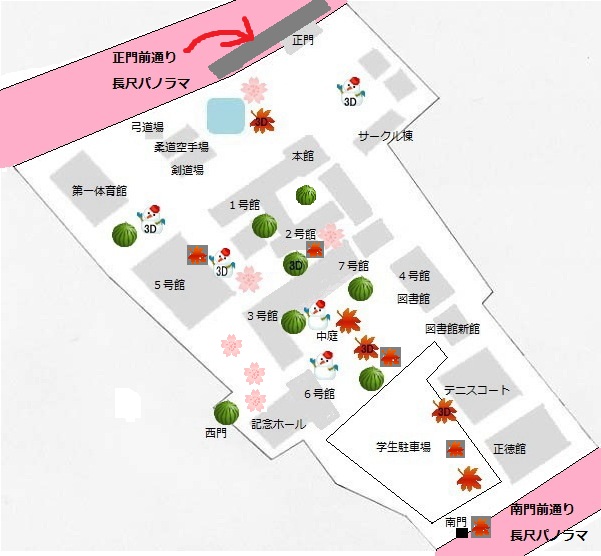 正門
正門前通り
長尺パノラマ
3D
3D
弓道場
サークル棟
柔道空手場
本館
剣道場
第一体育館
1号館
3D
2号館
3D
3D
7号館
4号館
5号館
図書館
3号館
中庭
図書館新館
3D
テニスコート
6号館
3D
記念ホール
西門
学生駐車場
正徳館
南門前通り
南門
長尺パノラマ